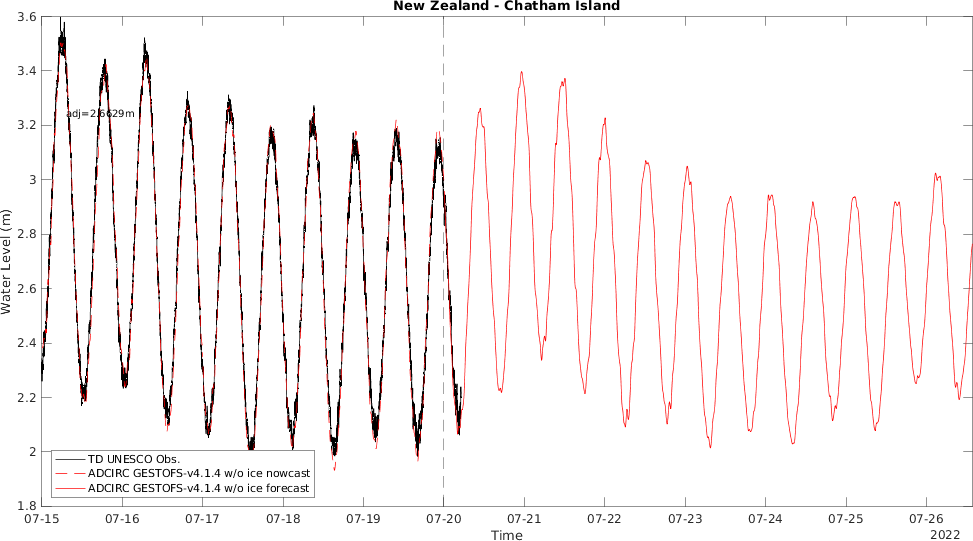 New Zealand - Chatham Island
3.6
3.4
3.2
3
2.8
2.6
2.4
2.2
2
1.8
Water Level (m)
adj=2.6629m
TD UNESCO Obs.
ADCIRC GESTOFS-v4.1.4 w/o ice nowcast
ADCIRC GESTOFS-v4.1.4 w/o ice forecast
07-15 07-16 07-17 07-18 07-19 07-20 07-21 07-22 07-23 07-24 07-25 07-26
Time
2022